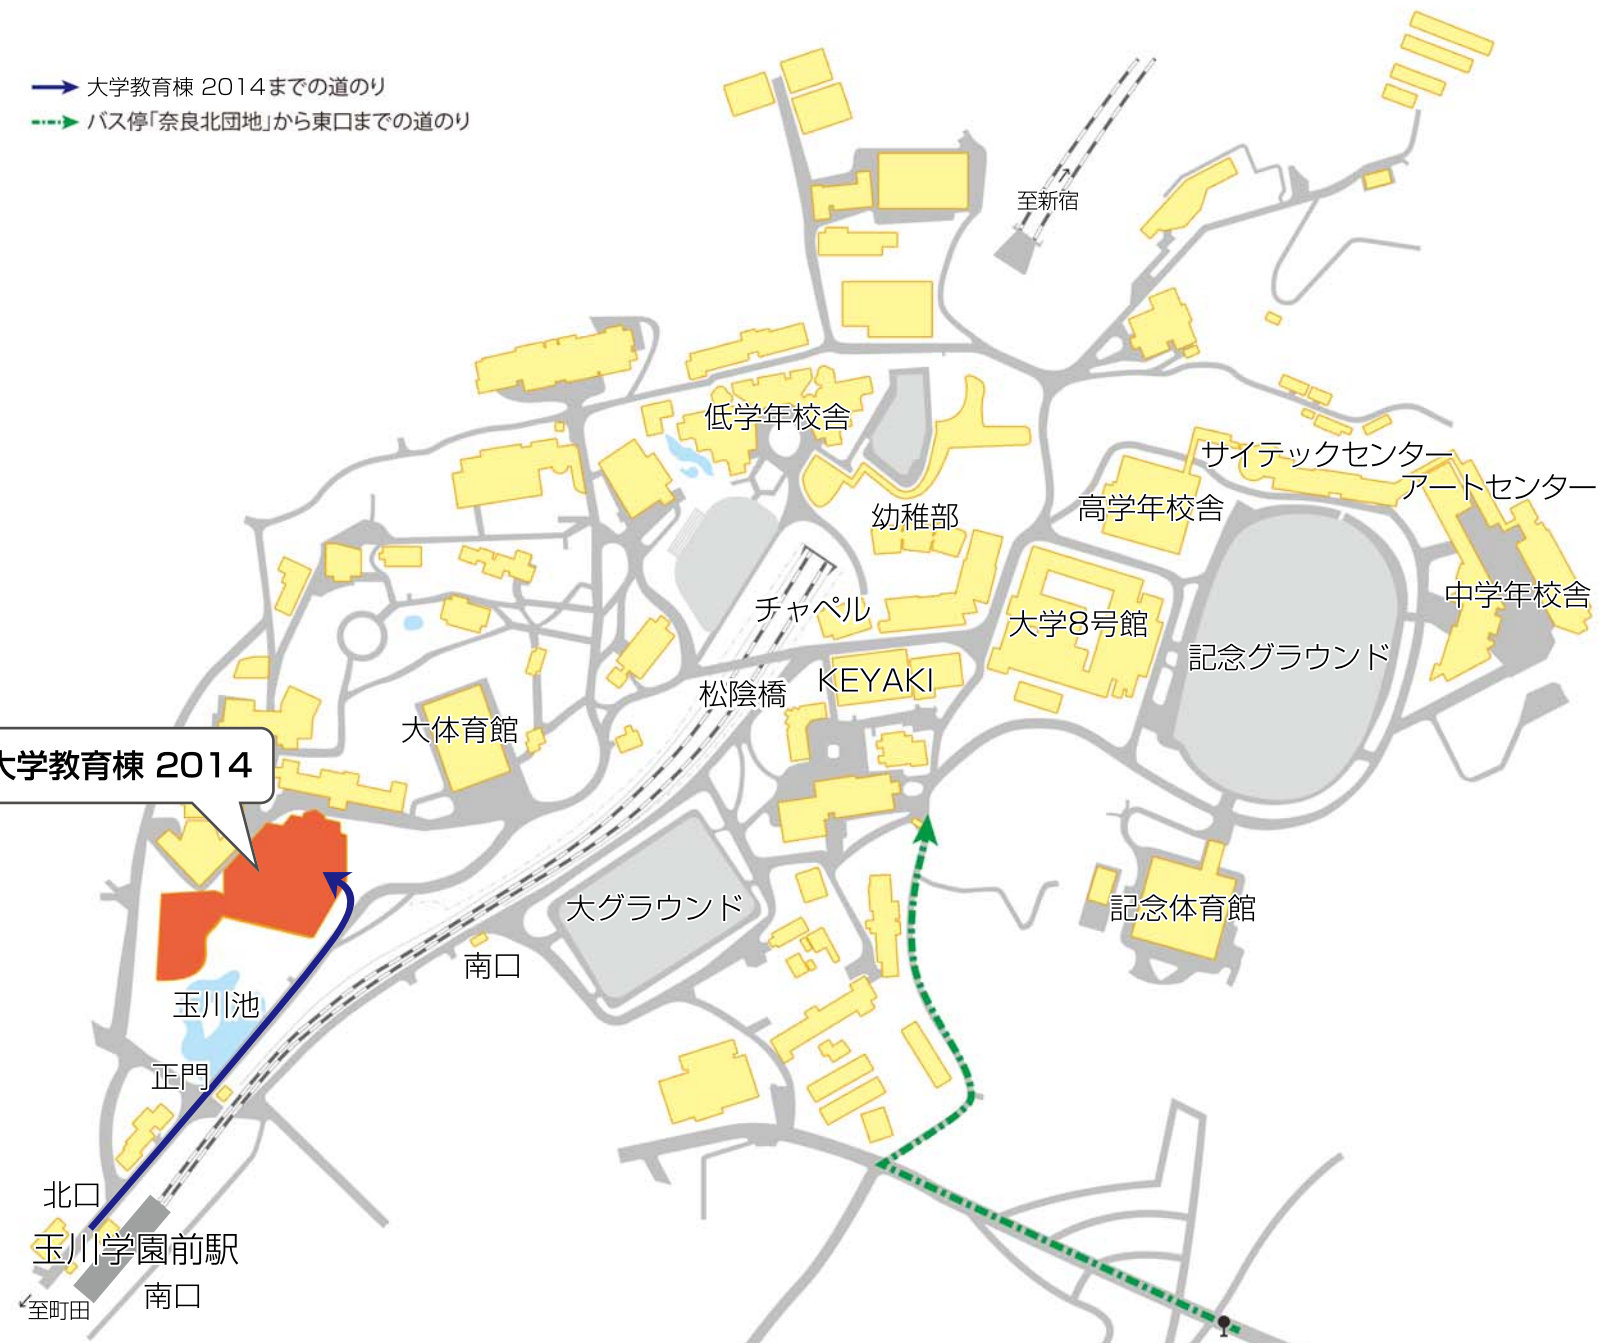 大学教育棟 2014までの道のり
バス停「奈良北団地」から東口までの道のり
至新宿
低学年校舎
サイテックセンター
アートセンター
高学年校舎
幼稚部
中学年校舎
チャペル
大学8号館
記念グラウンド
KEYAKI
松陰橋
大体育館
大学教育棟 2014
大グラウンド
記念体育館
南口
玉川池
正門
北口
玉川学園前駅
南口
至町田